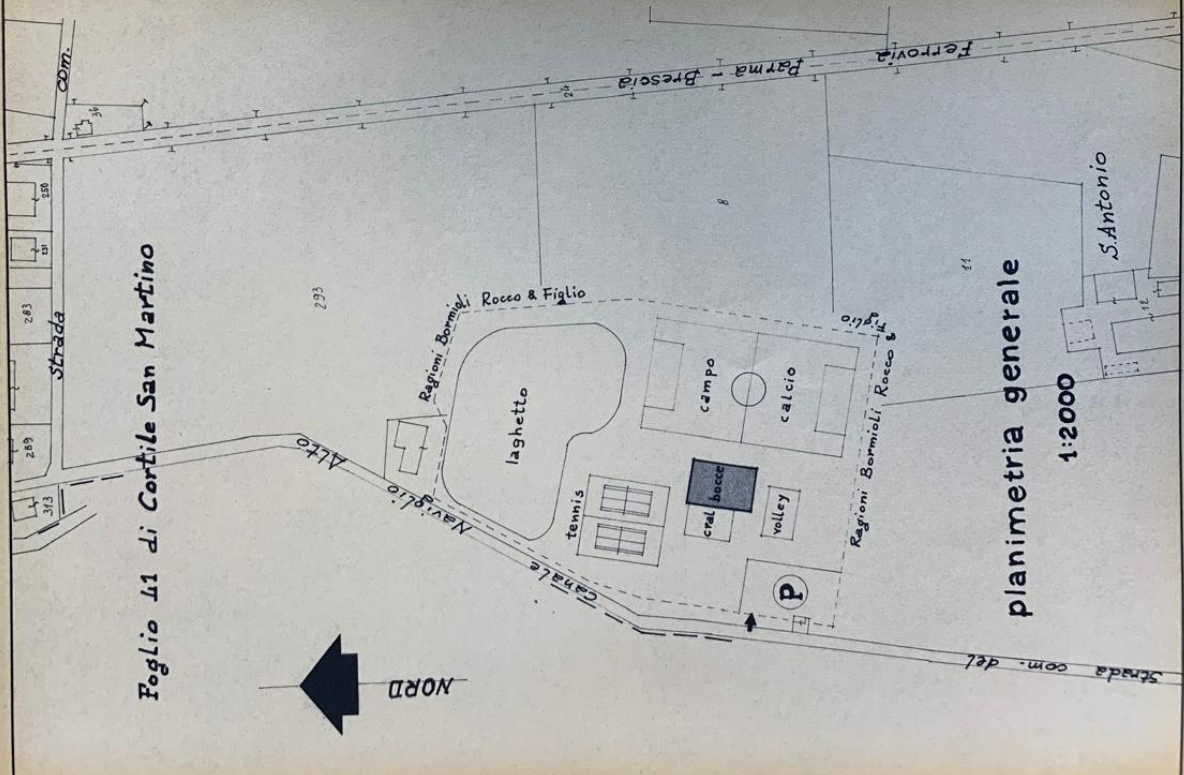 Foglio 41 di Cortile San Martino
NORD
com.
Strada
36
250
231
283
289
313
293
24
Ferrovia Parma - Brescia
8
11
12
S. Antonio
Ragioni Bormioli Rocco & Figlio
laghetto
campo
calcio
tennis
cral
bocce
volley
P
Ragioni Bormioli Rocco & Figlio
Strada com. del Canale Naviglio Alto
planimetria generale
1:2000